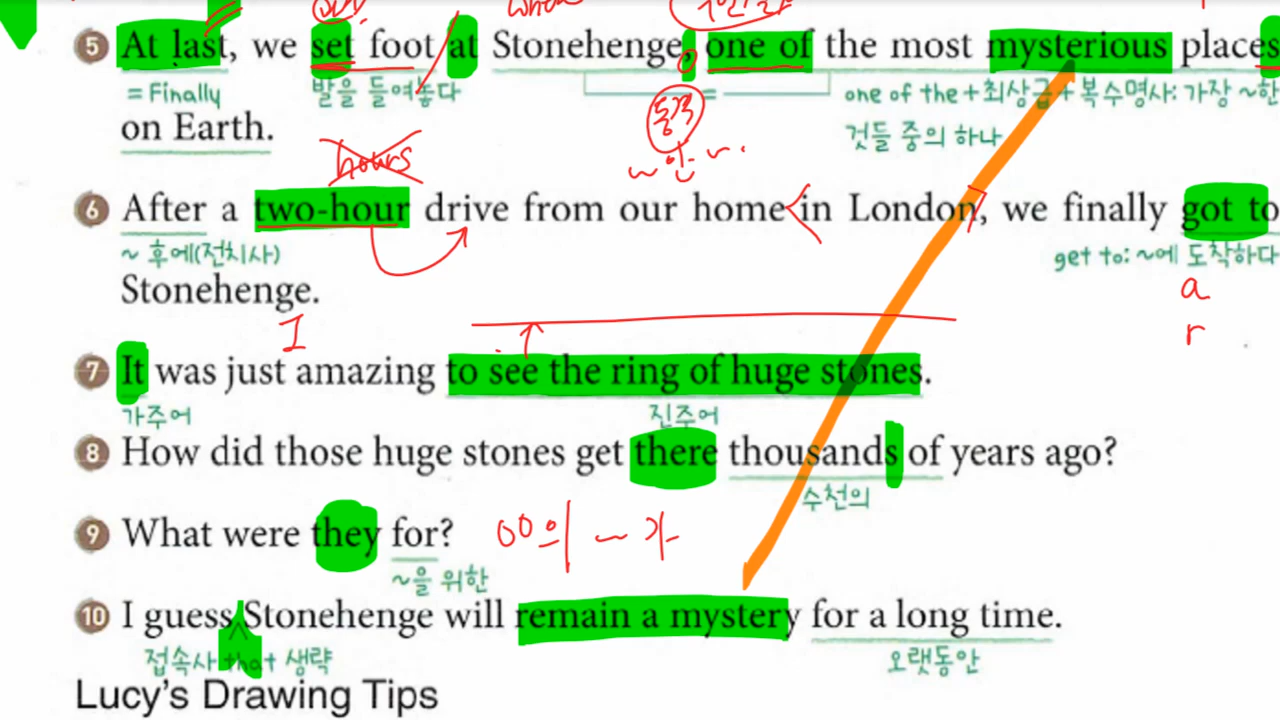 when
5 At last, we set foot at Stonehenge, one of the most mysterious places
= Finally 발을 들여놓다 = one of the+최상급+복수명사: 가장 ~한
동격
on Earth. 것들 중의 하나
hours
6 After a two-hour drive from our home in London, we finally got to
~ 후에(전치사) get to: ~에 도착하다
Stonehenge. a
I r
7 It was just amazing to see the ring of huge stones.
가주어 진주어
8 How did those huge stones get there thousands of years ago?
수천의
9 What were they for?
~을 위한
10 I guess Stonehenge will remain a mystery for a long time.
접속사 that 생략 오랫동안
Lucy's Drawing Tips